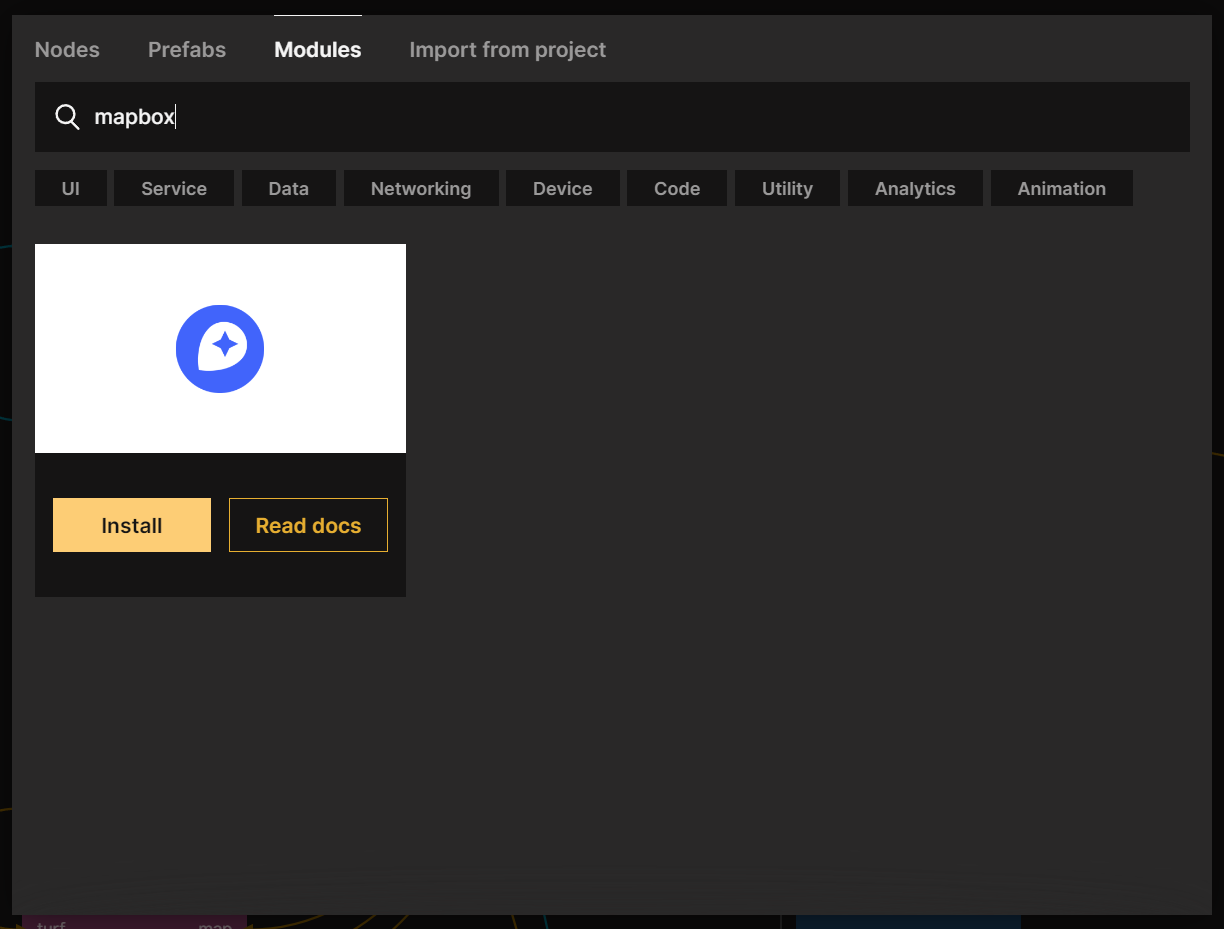 Nodes Prefabs Modules Import from project
mapbox
UI Service Data Networking Device Code Utility Analytics Animation
Install Read docs
turf map